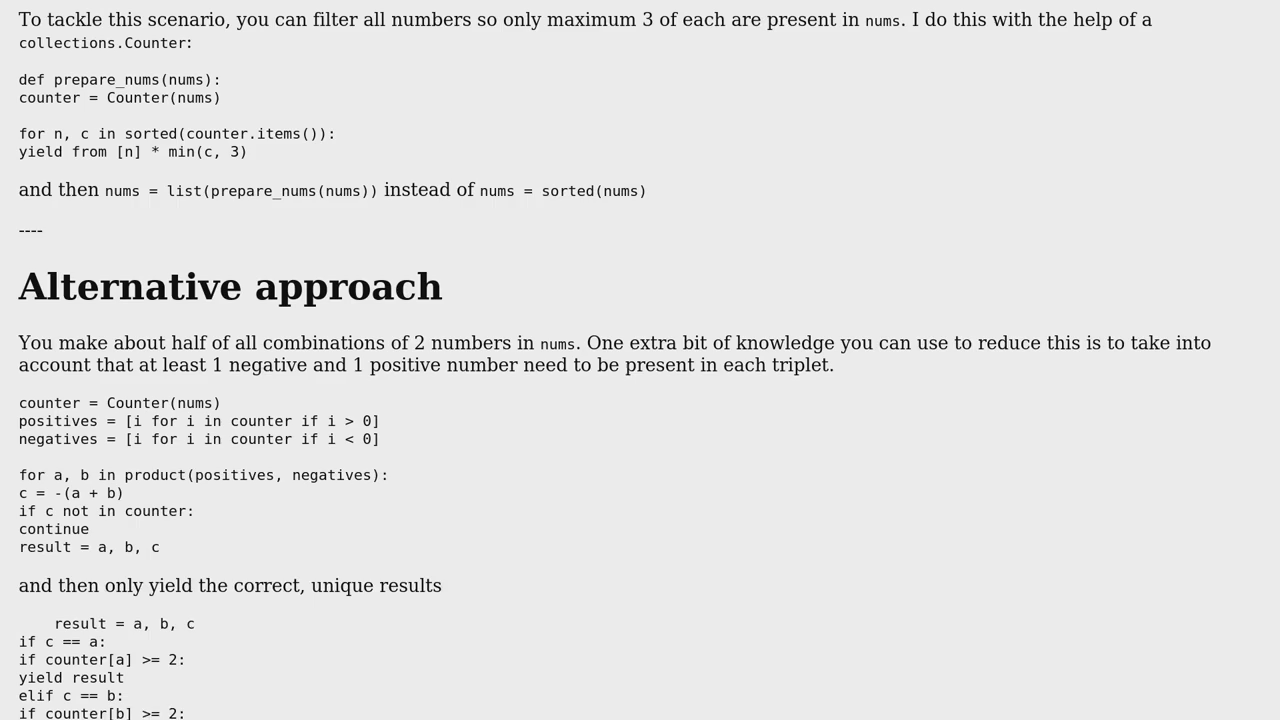 To tackle this scenario, you can filter all numbers so only maximum 3 of each are present in nums. I do this with the help of a
collections.Counter:
def prepare_nums(nums):
counter = Counter(nums)
for n, c in sorted(counter.items()):
yield from [n] * min(c, 3)
and then nums = list(prepare_nums(nums)) instead of nums = sorted(nums)
----
Alternative approach
You make about half of all combinations of 2 numbers in nums. One extra bit of knowledge you can use to reduce this is to take into
account that at least 1 negative and 1 positive number need to be present in each triplet.
counter = Counter(nums)
positives = [i for i in counter if i > 0]
negatives = [i for i in counter if i < 0]
for a, b in product(positives, negatives):
c = -(a + b)
if c not in counter:
continue
result = a, b, c
and then only yield the correct, unique results
    result = a, b, c
if c == a:
if counter[a] >= 2:
yield result
elif c == b:
if counter[b] >= 2: